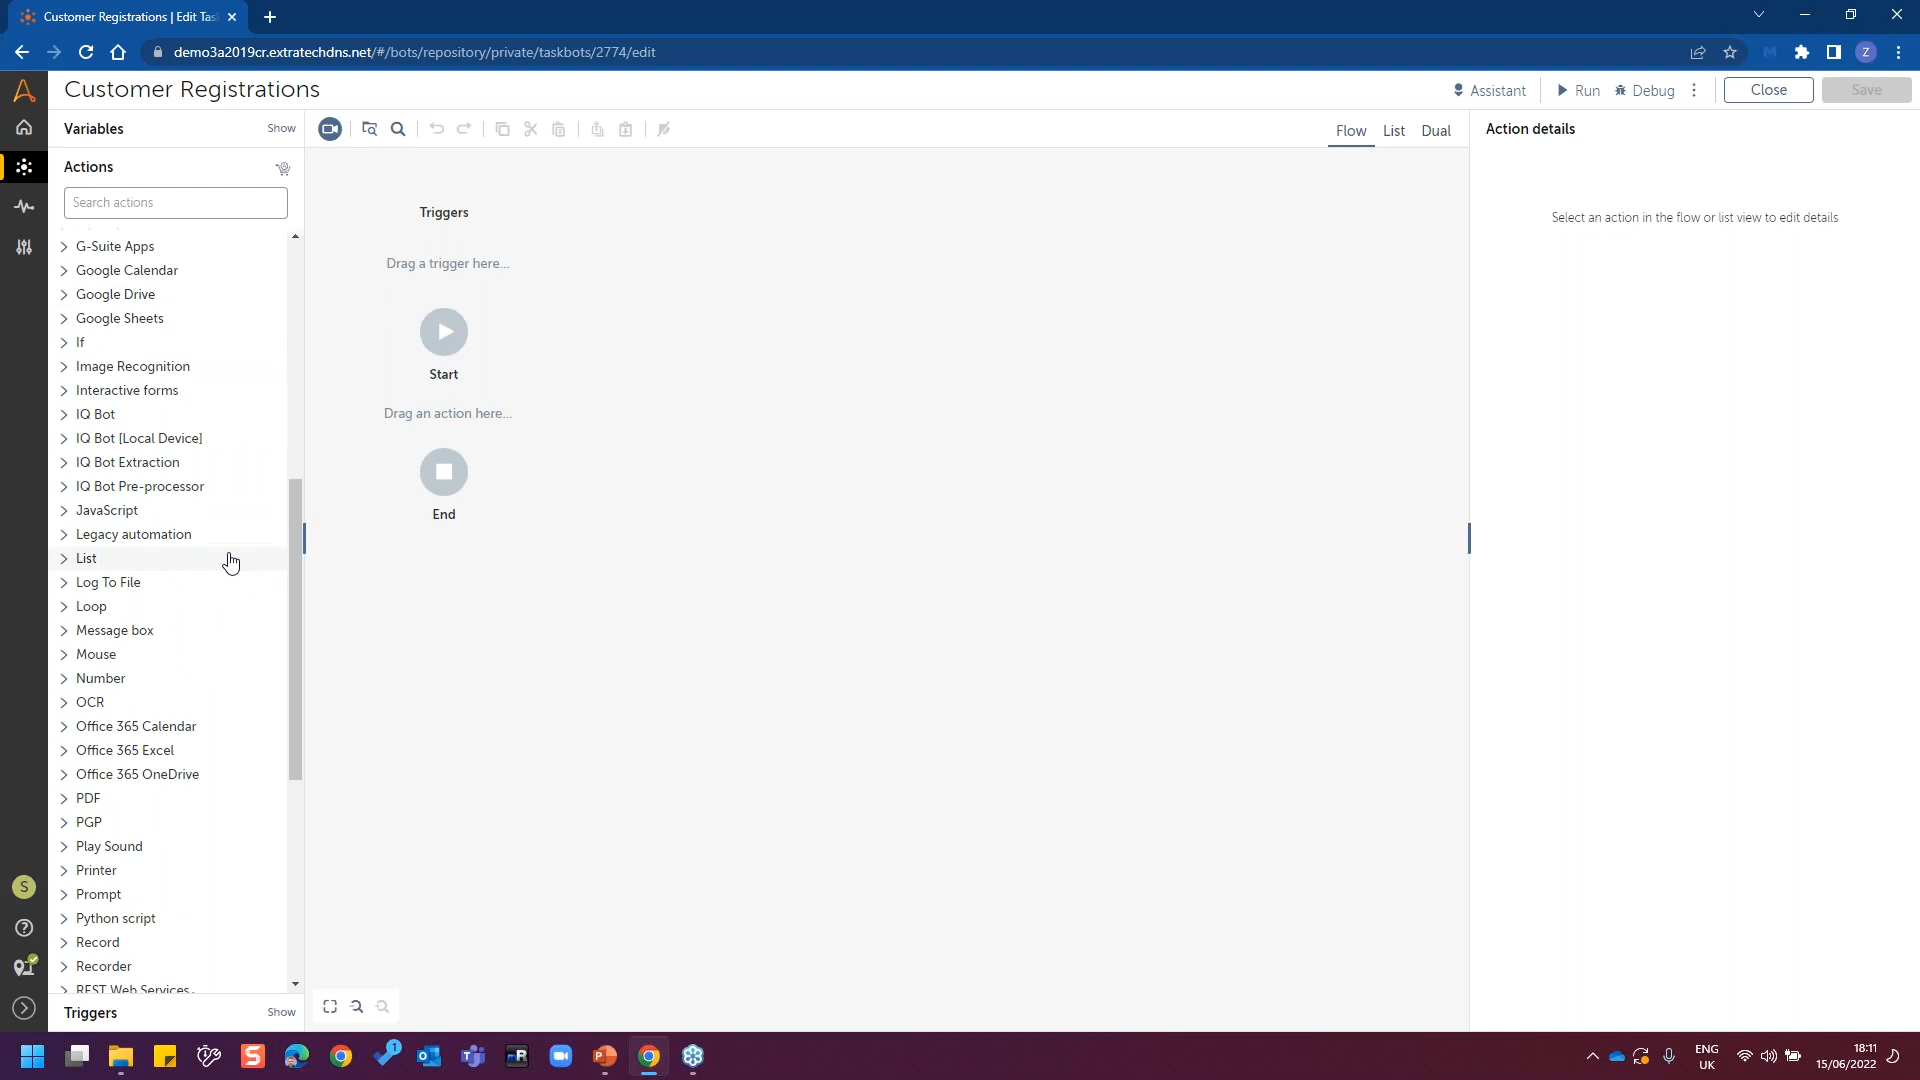 Customer Registrations | Edit Tas
demo3a2019cr.extratechdns.net/#/bots/repository/private/taskbots/2774/edit
Z
Customer Registrations
Assistant
Run
Debug
Close
Save
Variables
Show
Flow
List
Dual
Action details
Actions
Search actions
Select an action in the flow or list view to edit details
G-Suite Apps
Google Calendar
Google Drive
Google Sheets
If
Image Recognition
Interactive forms
IQ Bot
IQ Bot [Local Device]
IQ Bot Extraction
IQ Bot Pre-processor
JavaScript
Legacy automation
List
Log To File
Loop
Message box
Mouse
Number
OCR
Office 365 Calendar
Office 365 Excel
Office 365 OneDrive
PDF
PGP
Play Sound
Printer
Prompt
Python script
Record
Recorder
REST Web Services
Triggers
Show
Triggers
Drag a trigger here...
Start
Drag an action here...
End
S
1
ENG
UK
18:11
15/06/2022